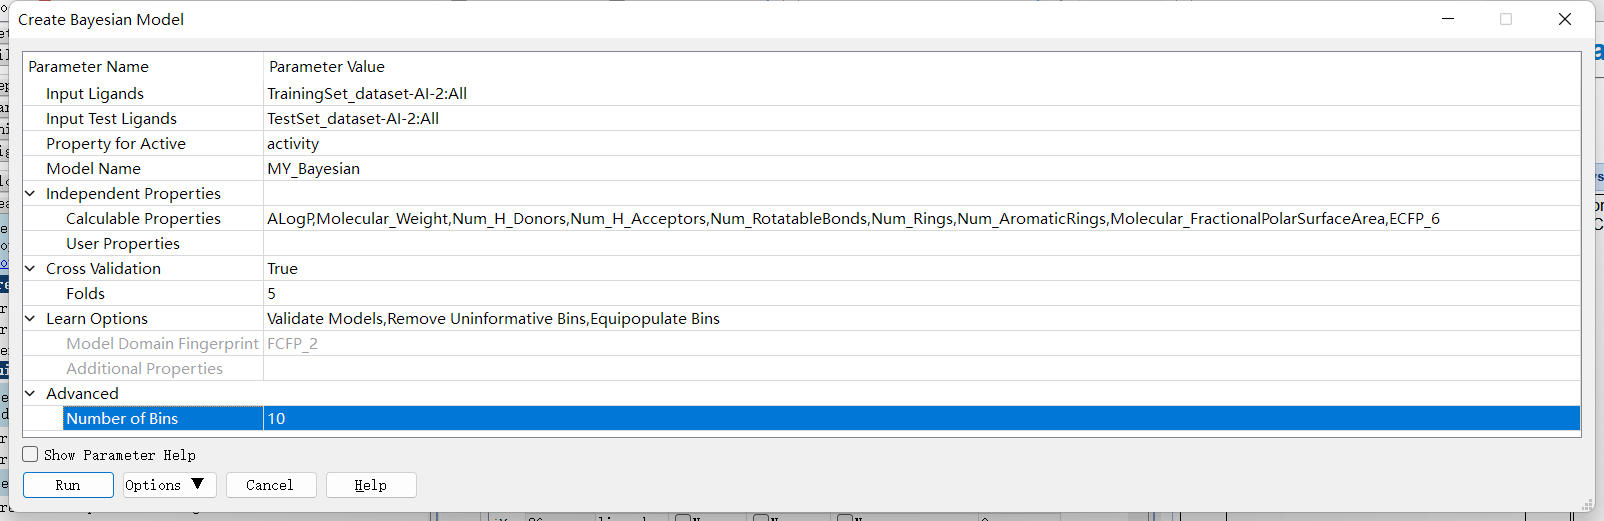 Create Bayesian Model
Parameter Name Parameter Value
Input Ligands TrainingSet_dataset-AI-2:All
Input Test Ligands TestSet_dataset-AI-2:All
Property for Active activity
Model Name MY_Bayesian
Independent Properties
Calculable Properties ALogP,Molecular_Weight,Num_H_Donors,Num_H_Acceptors,Num_RotatableBonds,Num_Rings,Num_AromaticRings,Molecular_FractionalPolarSurfaceArea,ECFP_6
User Properties
Cross Validation True
Folds 5
Learn Options Validate Models,Remove Uninformative Bins,Equipopulate Bins
Model Domain Fingerprint FCFP_2
Additional Properties
Advanced
Number of Bins 10
Show Parameter Help
Run Options ▼ Cancel Help